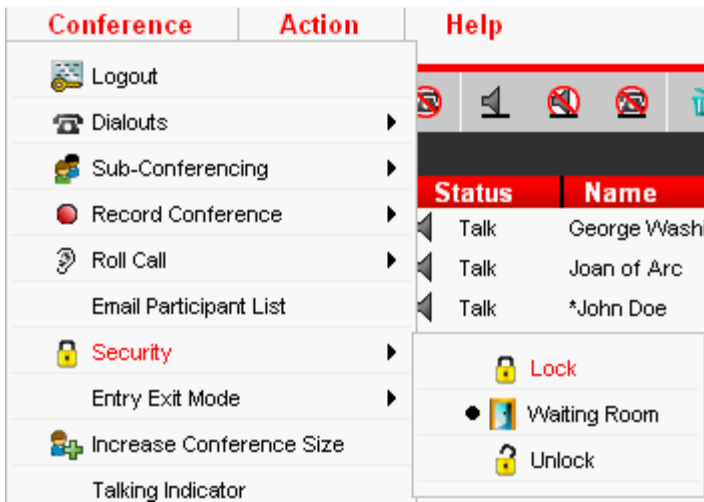 Conference Action Help
Logout
Dialouts
Sub-Conferencing
Record Conference
Roll Call
Email Participant List
Security
Entry Exit Mode
Increase Conference Size
Talking Indicator
Status Name
Talk George Washi
Talk Joan of Arc
Talk *John Doe
Lock
Waiting Room
Unlock